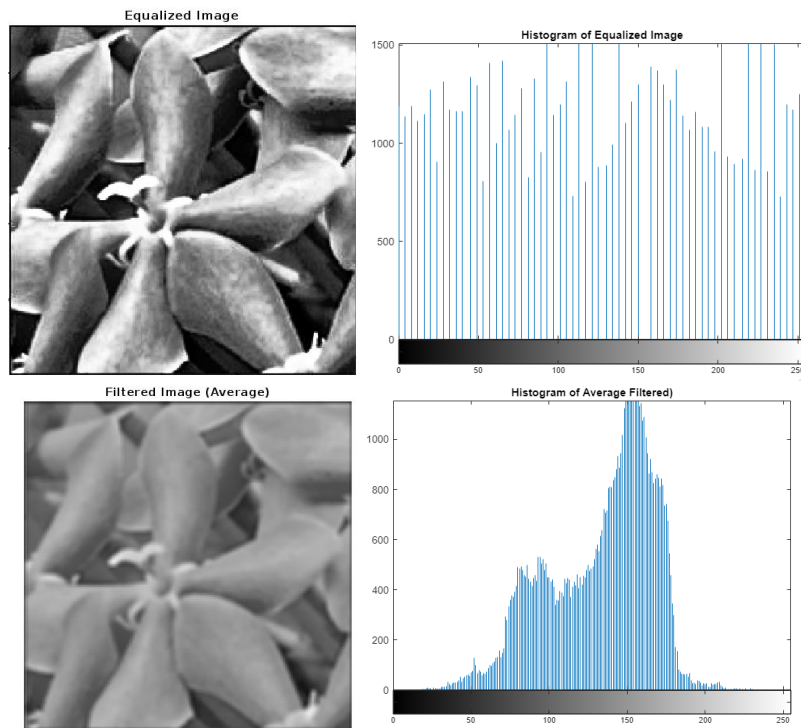 Equalized Image
Histogram of Equalized Image
1500
1000
500
0
0 50 100 150 200 250
Filtered Image (Average)
Histogram of Average Filtered)
1000
800
600
400
200
0
0 50 100 150 200 250